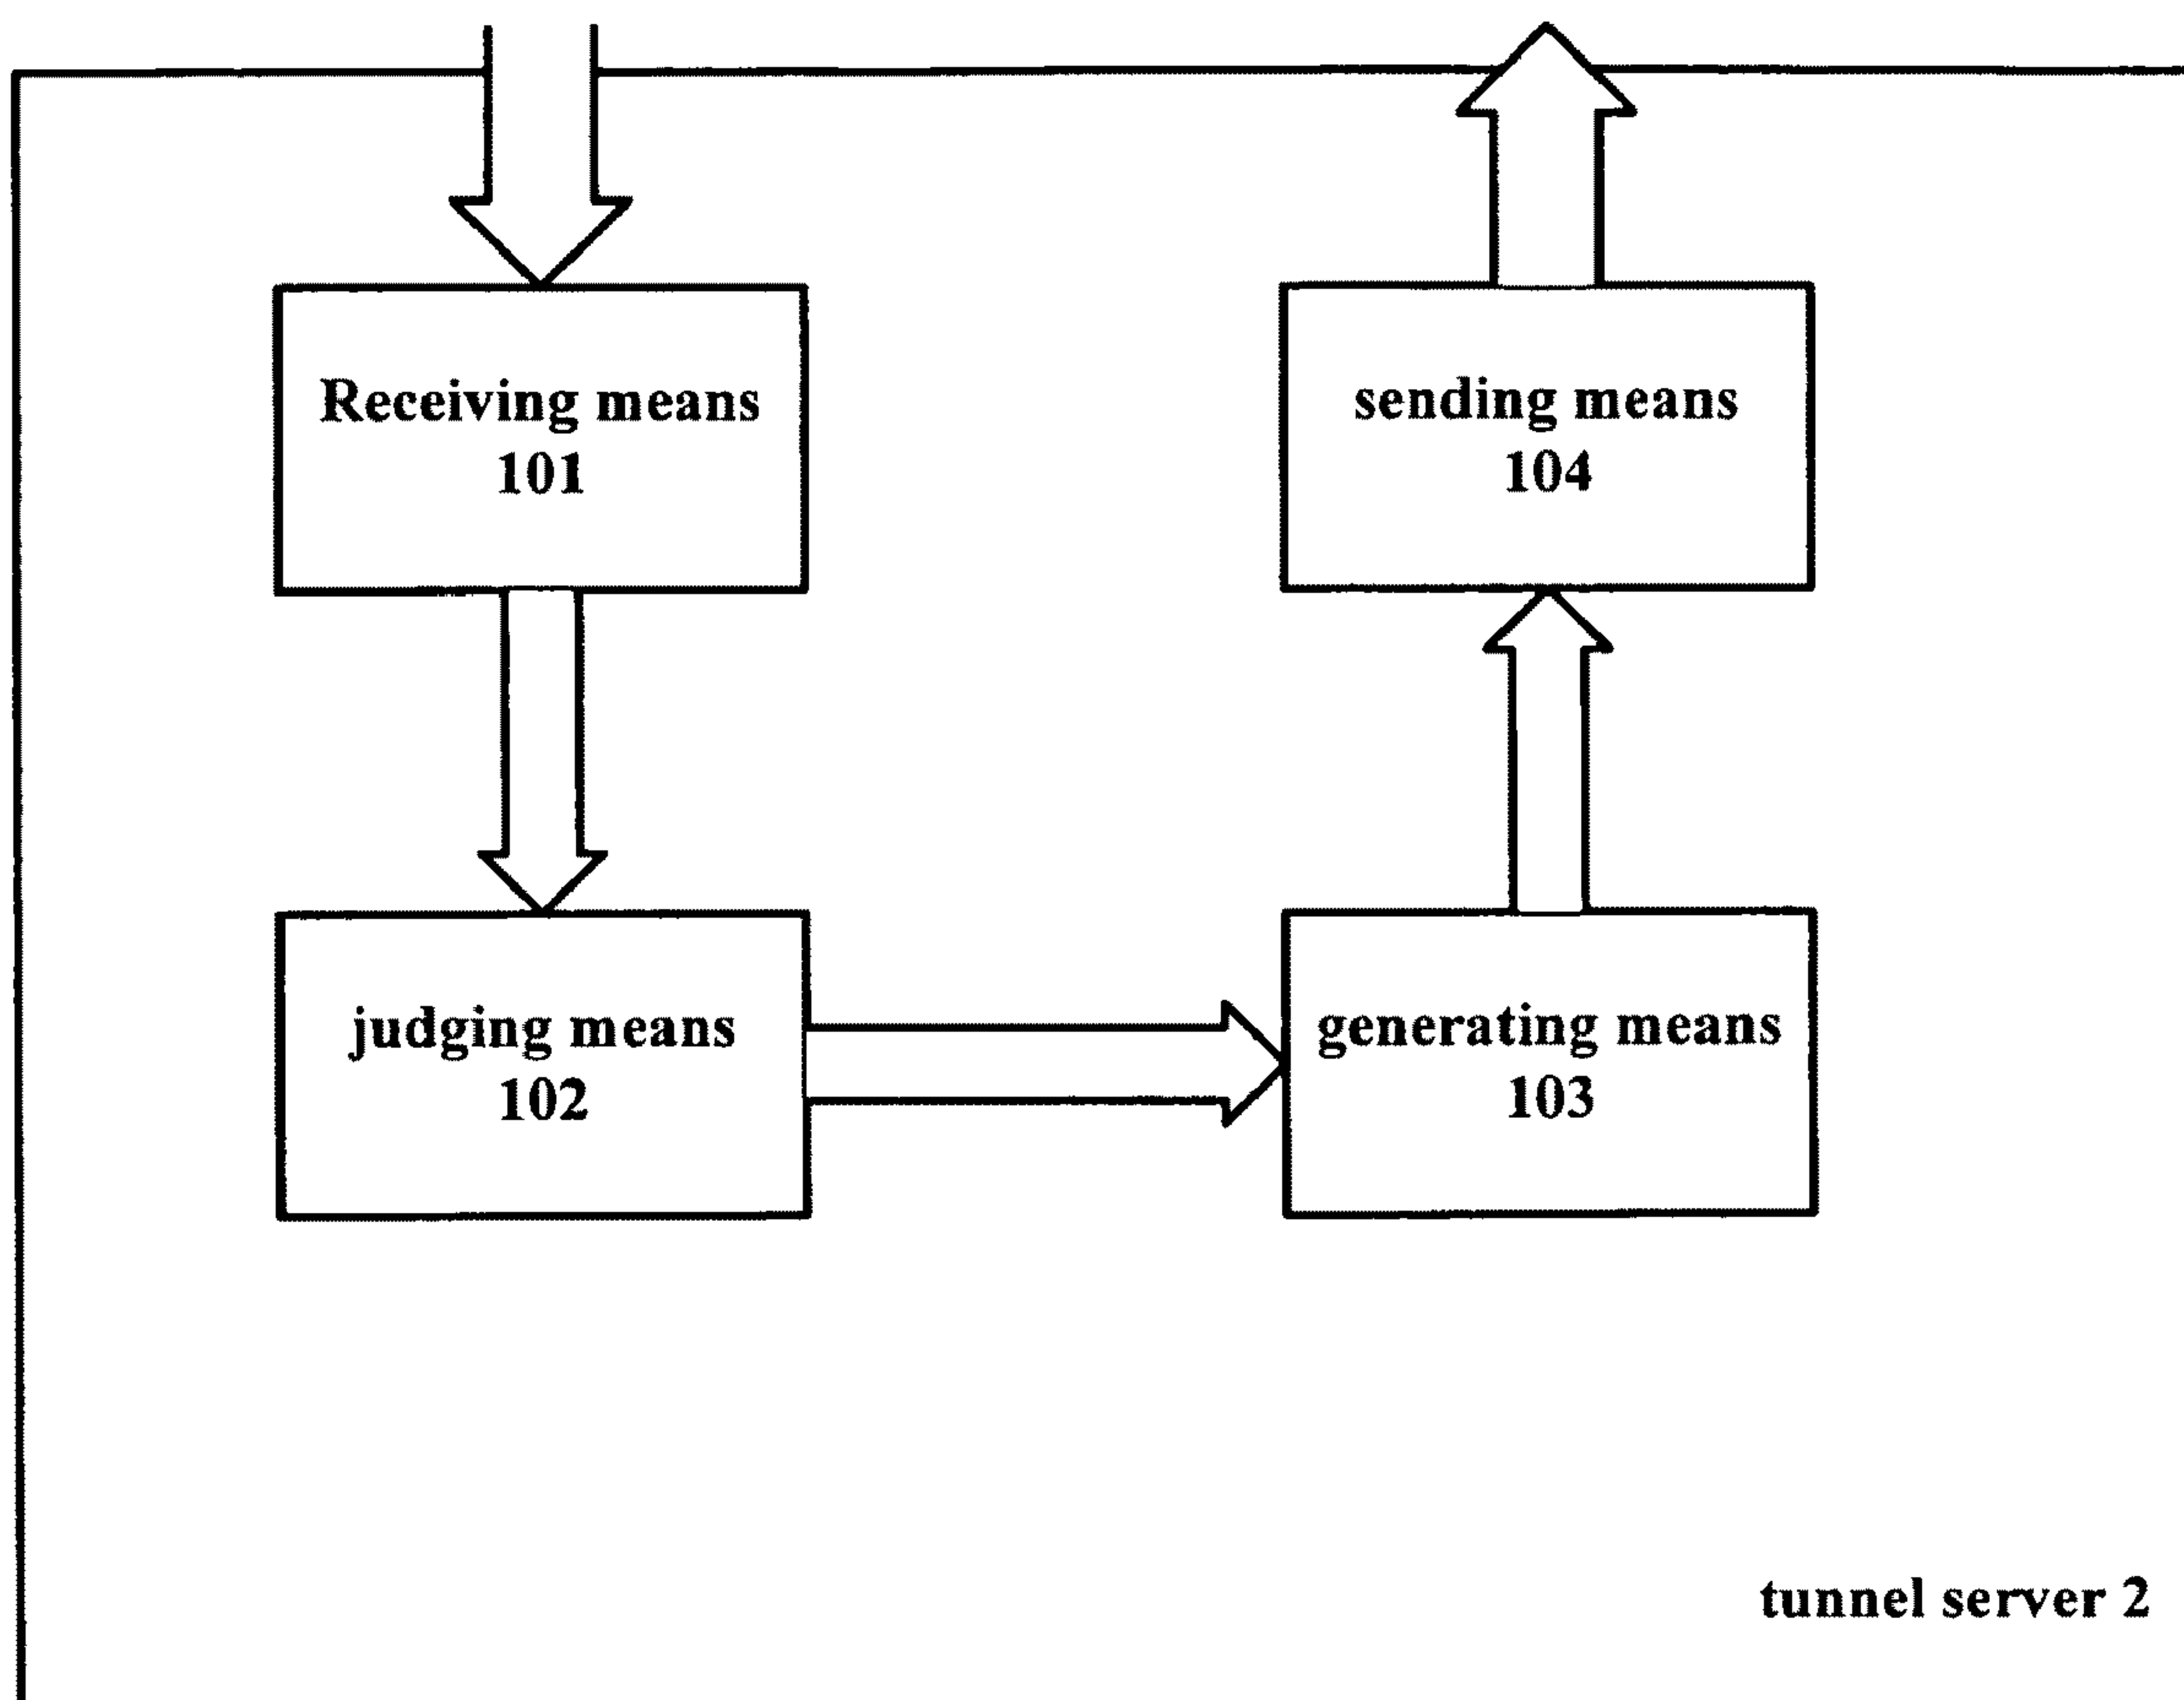 Receiving means
101
sending means
104
judging means
102
generating means
103
tunnel server 2